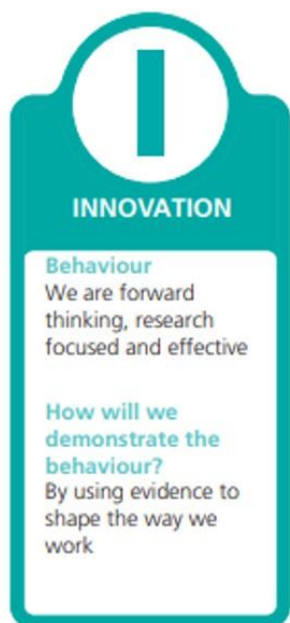 I
INNOVATION
Behaviour
We are forward
thinking, research
focused and effective
How will we
demonstrate the
behaviour?
By using evidence to
shape the way we
work